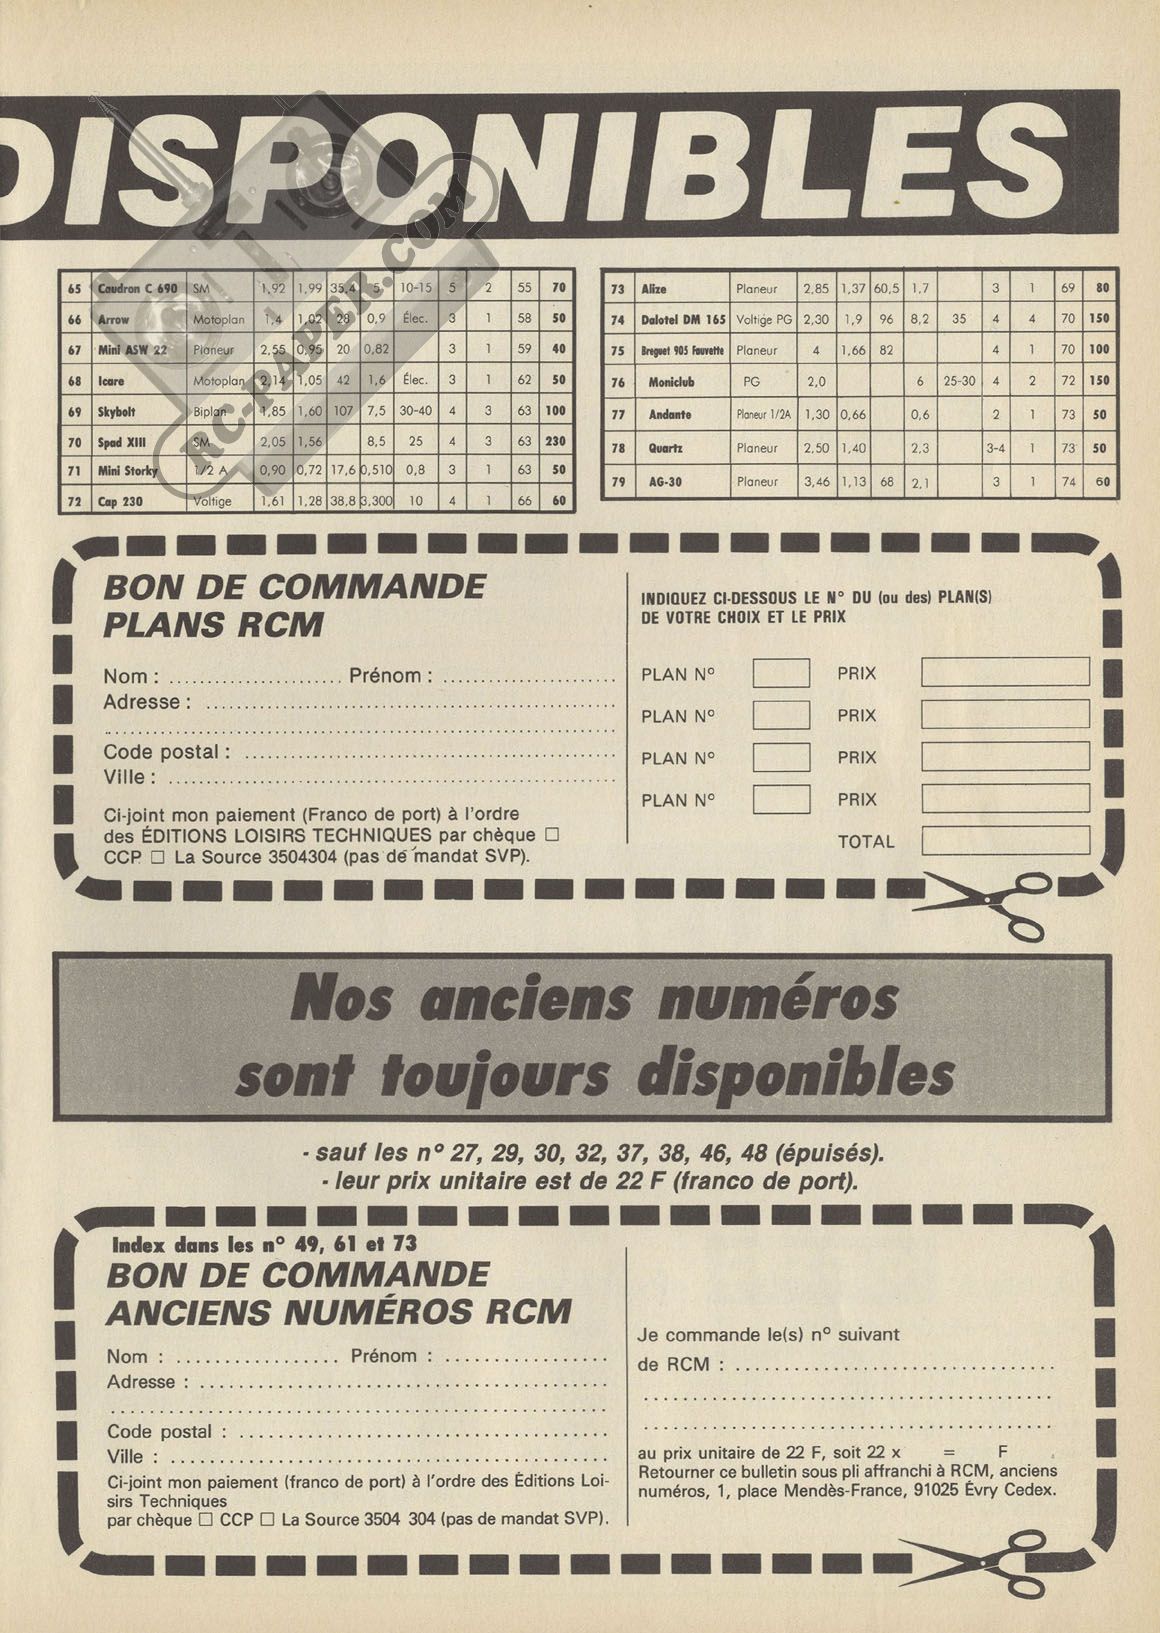 DISPONIBLES
RC-PAPER.COM
65 Caudron C 690 SM 1,92 1,99 35,4 5 10-15 5 2 55 70
66 Arrow Motoplan 1,4 1,02 28 0,9 Élec. 3 1 58 50
67 Mini ASW 22 Planeur 2,55 0,95 20 0,82 3 1 59 40
68 Icare Motoplan 2,14 1,05 42 1,6 Élec. 3 1 62 50
69 Skybolt Biplan 1,85 1,60 107 7,5 30-40 4 3 63 100
70 Spad XIII SM 2,05 1,56 8,5 25 4 3 63 230
71 Mini Storky 1/2 A 0,90 0,72 17,6 0,510 0,8 3 1 63 50
72 Cap 230 Voltige 1,61 1,28 38,8 3,300 10 4 1 66 60
73 Alize Planeur 2,85 1,37 60,5 1,7 3 1 69 80
74 Dalotel DM 165 Voltige PG 2,30 1,9 96 8,2 35 4 4 70 150
75 Breguet 905 Fauvette Planeur 4 1,66 82 4 1 70 100
76 Moniclub PG 2,0 6 25-30 4 2 72 150
77 Andante Planeur 1/2A 1,30 0,66 0,6 2 1 73 50
78 Quartz Planeur 2,50 1,40 2,3 3-4 1 73 50
79 AG-30 Planeur 3,46 1,13 68 2,1 3 1 74 60
BON DE COMMANDE
PLANS RCM
Nom : ...................... Prénom : ......................
Adresse : ....................................................
..............................................................
Code postal : ................................................
Ville : ......................................................
Ci-joint mon paiement (Franco de port) à l'ordre
des ÉDITIONS LOISIRS TECHNIQUES par chèque □
CCP □ La Source 3504304 (pas de mandat SVP).
INDIQUEZ CI-DESSOUS LE N° DU (ou des) PLAN(S)
DE VOTRE CHOIX ET LE PRIX
PLAN N° PRIX
PLAN N° PRIX
PLAN N° PRIX
PLAN N° PRIX
TOTAL
Nos anciens numéros
sont toujours disponibles
- sauf les n° 27, 29, 30, 32, 37, 38, 46, 48 (épuisés).
- leur prix unitaire est de 22 F (franco de port).
Index dans les n° 49, 61 et 73
BON DE COMMANDE
ANCIENS NUMÉROS RCM
Nom : ................. Prénom : .................
Adresse : ..........................................
....................................................
Code postal : ......................................
Ville : ............................................
Ci-joint mon paiement (franco de port) à l'ordre des Éditions Loi-
sirs Techniques
par chèque □ CCP □ La Source 3504 304 (pas de mandat SVP).
Je commande le(s) n° suivant
de RCM : ..................................
...........................................
...........................................
au prix unitaire de 22 F, soit 22 x = F .
Retourner ce bulletin sous pli affranchi à RCM, anciens
numéros, 1, place Mendès-France, 91025 Évry Cedex.